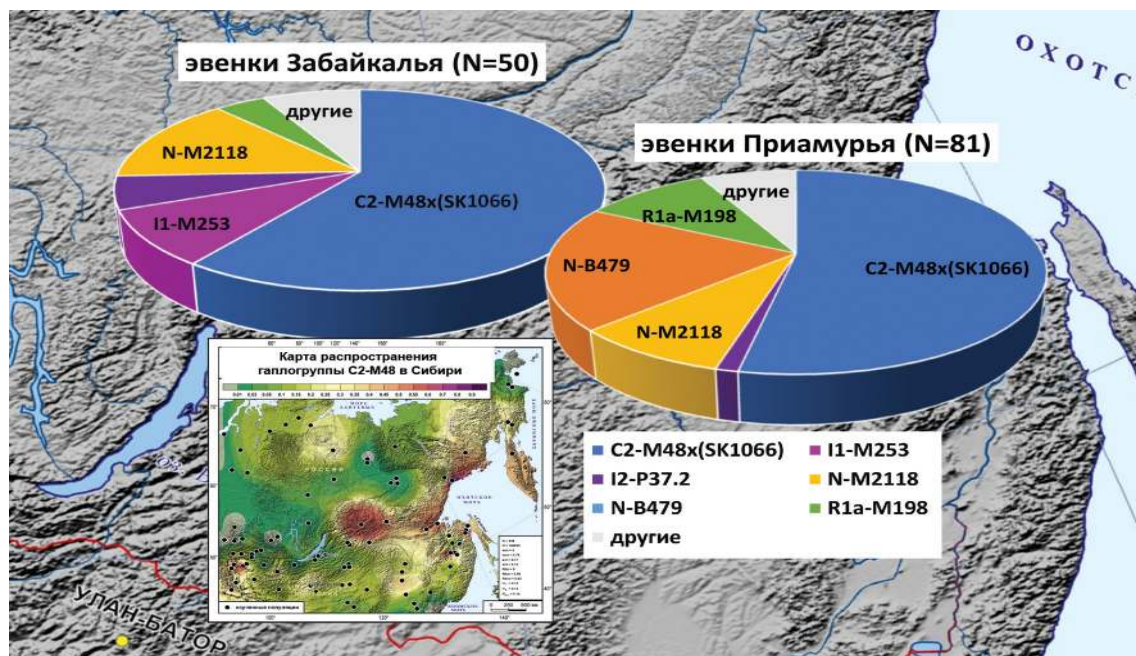 эвенки Забайкалья (N=50)
другие
N-M2118
C2-M48x(SK1066)
I1-M253
ОХОТС
эвенки Приамурья (N=81)
другие
R1a-M198
C2-M48x(SK1066)
N-B479
N-M2118
Карта распространения
гаплогруппы C2-M48 в Сибири
РОССИЯ
C2-M48x(SK1066)
I1-M253
I2-P37.2
N-M2118
N-B479
R1a-M198
другие
ОЗ.
УЛАН-БАТОР